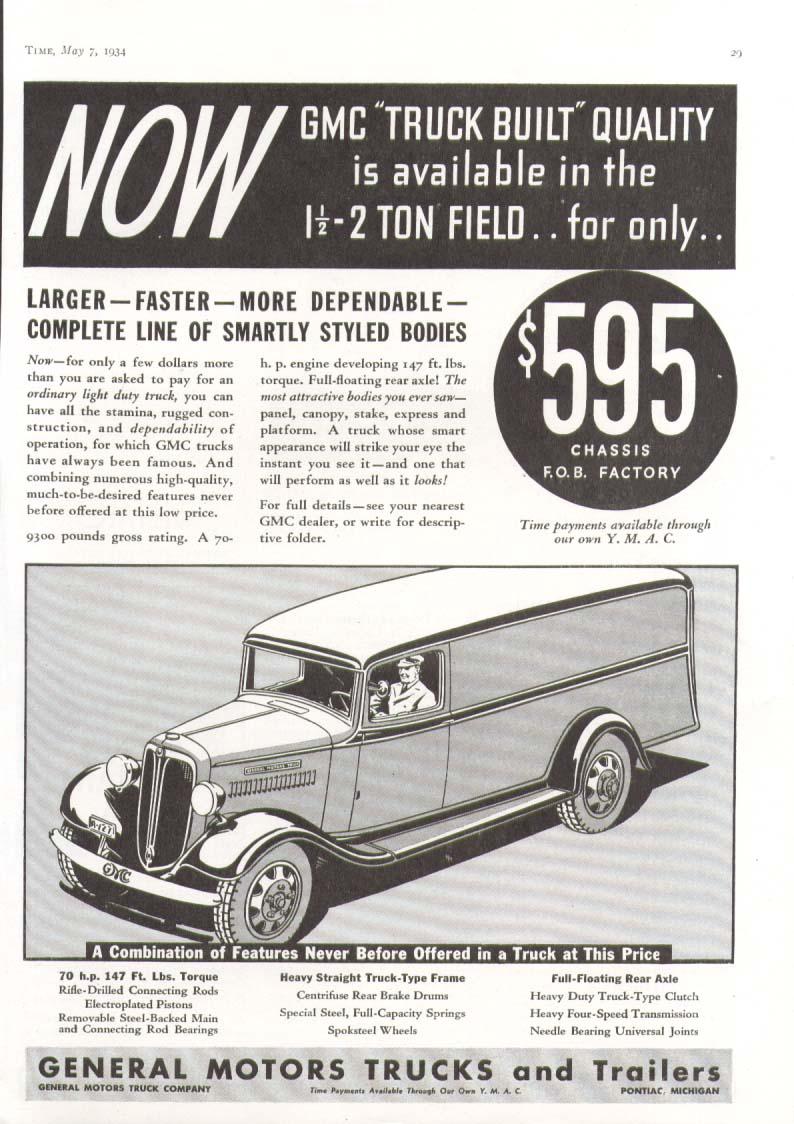 TIME, May 7, 1934
29
NOW
GMC "TRUCK BUILT" QUALITY
is available in the
1½-2 TON FIELD.. for only..
LARGER—FASTER—MORE DEPENDABLE—
COMPLETE LINE OF SMARTLY STYLED BODIES
Now—for only a few dollars more
than you are asked to pay for an
ordinary light duty truck, you can
have all the stamina, rugged con-
struction, and dependability of
operation, for which GMC trucks
have always been famous. And
combining numerous high-quality,
much-to-be-desired features never
before offered at this low price.
9300 pounds gross rating. A 70-
h. p. engine developing 147 ft. lbs.
torque. Full-floating rear axle! The
most attractive bodies you ever saw—
panel, canopy, stake, express and
platform. A truck whose smart
appearance will strike your eye the
instant you see it—and one that
will perform as well as it looks!
For full details—see your nearest
GMC dealer, or write for descrip-
tive folder.
$595
CHASSIS
F.O.B. FACTORY
Time payments available through
our own Y. M. A. C.
GENERAL MOTORS TRUCK
A-1271
GMC
A Combination of Features Never Before Offered in a Truck at This Price
70 h.p. 147 Ft. Lbs. Torque
Rifle-Drilled Connecting Rods
Electroplated Pistons
Removable Steel-Backed Main
and Connecting Rod Bearings
Heavy Straight Truck-Type Frame
Centrifuse Rear Brake Drums
Special Steel, Full-Capacity Springs
Spoksteel Wheels
Full-Floating Rear Axle
Heavy Duty Truck-Type Clutch
Heavy Four-Speed Transmission
Needle Bearing Universal Joints
GENERAL MOTORS TRUCKS and Trailers
GENERAL MOTORS TRUCK COMPANY
Time Payments Available Through Our Own Y. M. A. C.
PONTIAC, MICHIGAN